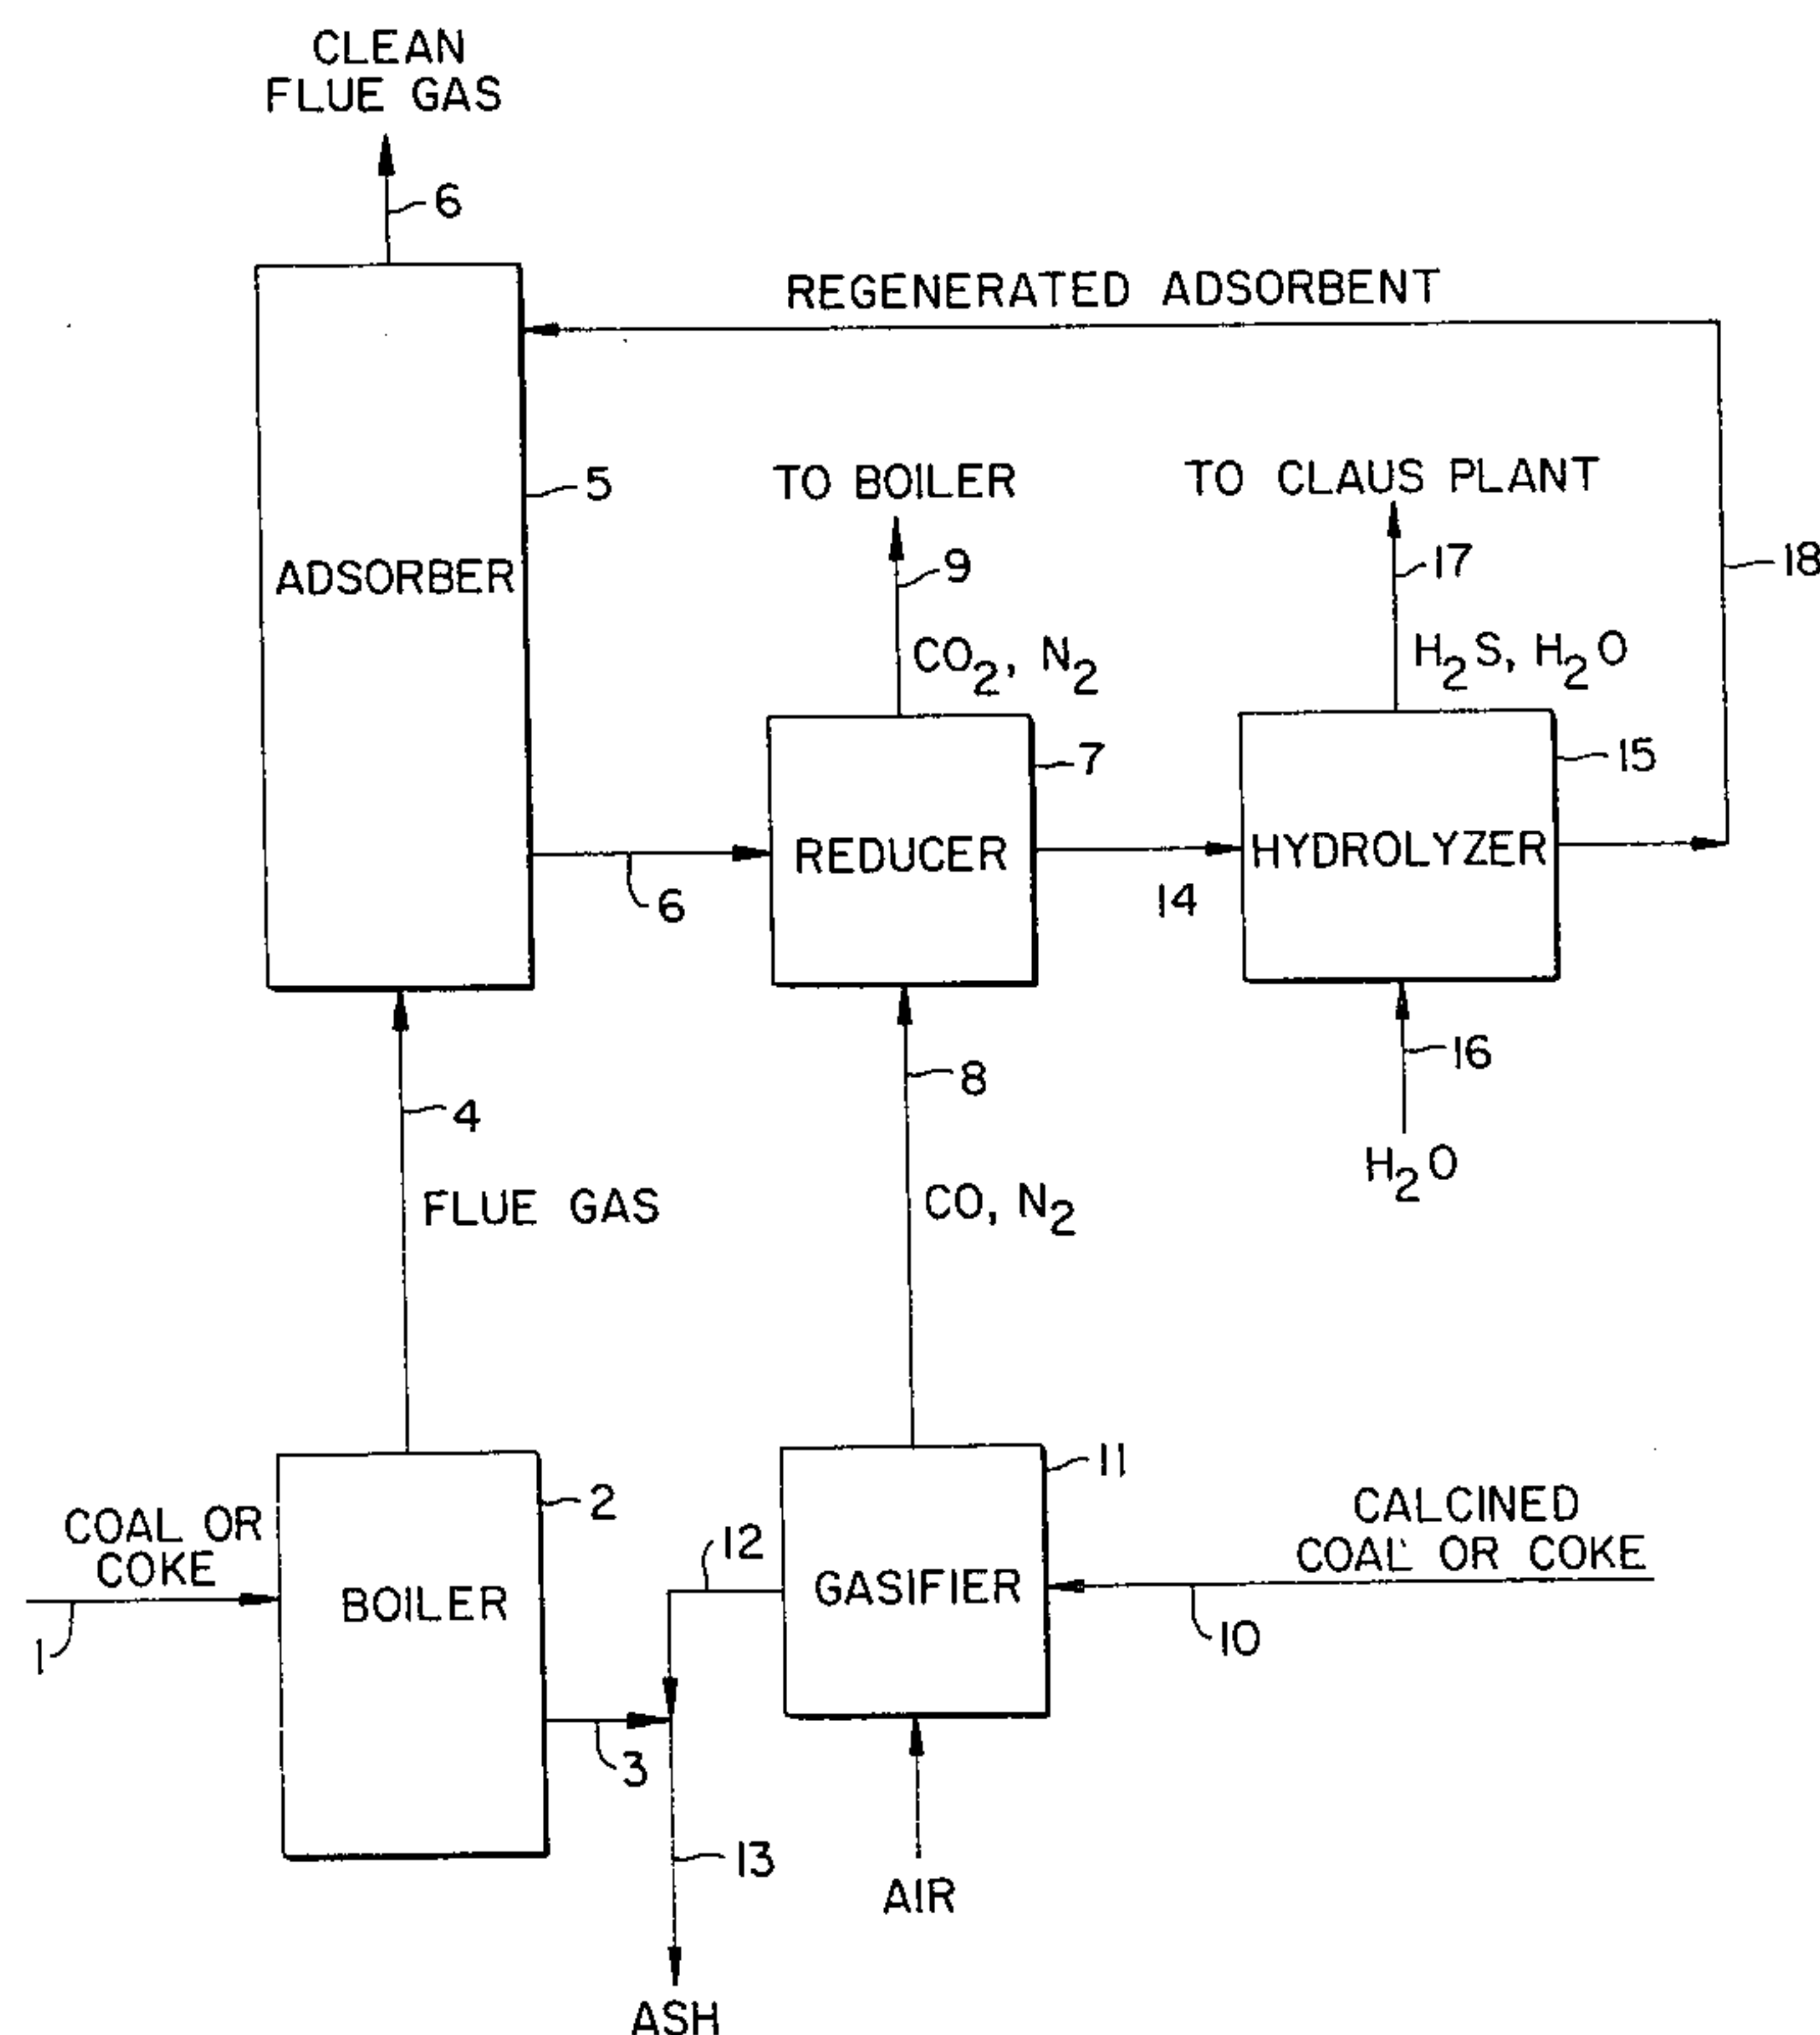 CLEAN
FLUE GAS
6
REGENERATED ADSORBENT
5
TO BOILER
TO CLAUS PLANT
ADSORBER
9
17
18
CO2, N2
H2S, H2O
7
15
REDUCER
HYDROLYZER
6
14
8
16
4
H2O
FLUE GAS
CO, N2
11
2
COAL OR
COKE
12
CALCINED
COAL OR COKE
BOILER
GASIFIER
1
10
3
13
AIR
ASH